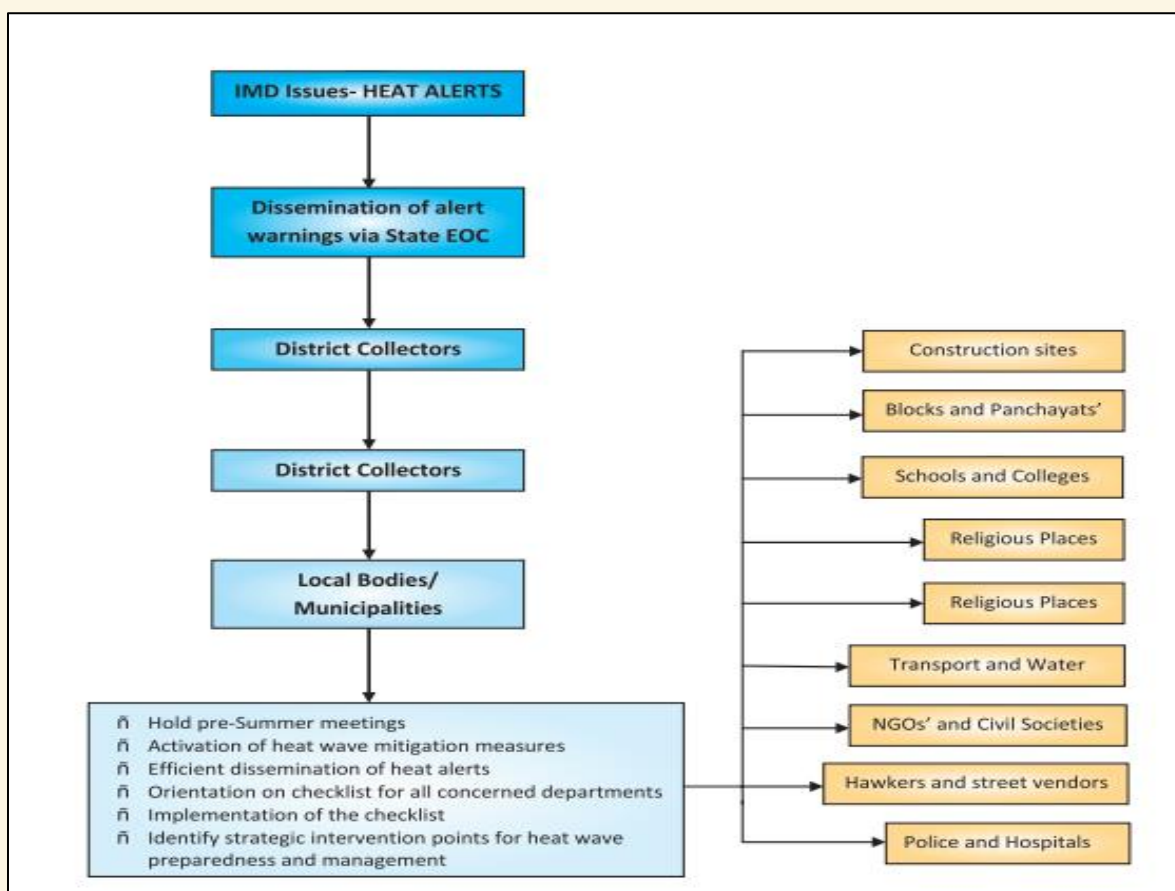 IMD Issues- HEAT ALERTS
Dissemination of alert
warnings via State EOC
District Collectors
District Collectors
Local Bodies/
Municipalities
ñ Hold pre-Summer meetings
ñ Activation of heat wave mitigation measures
ñ Efficient dissemination of heat alerts
ñ Orientation on checklist for all concerned departments
ñ Implementation of the checklist
ñ Identify strategic intervention points for heat wave
preparedness and management
Construction sites
Blocks and Panchayats’
Schools and Colleges
Religious Places
Religious Places
Transport and Water
NGOs’ and Civil Societies
Hawkers and street vendors
Police and Hospitals